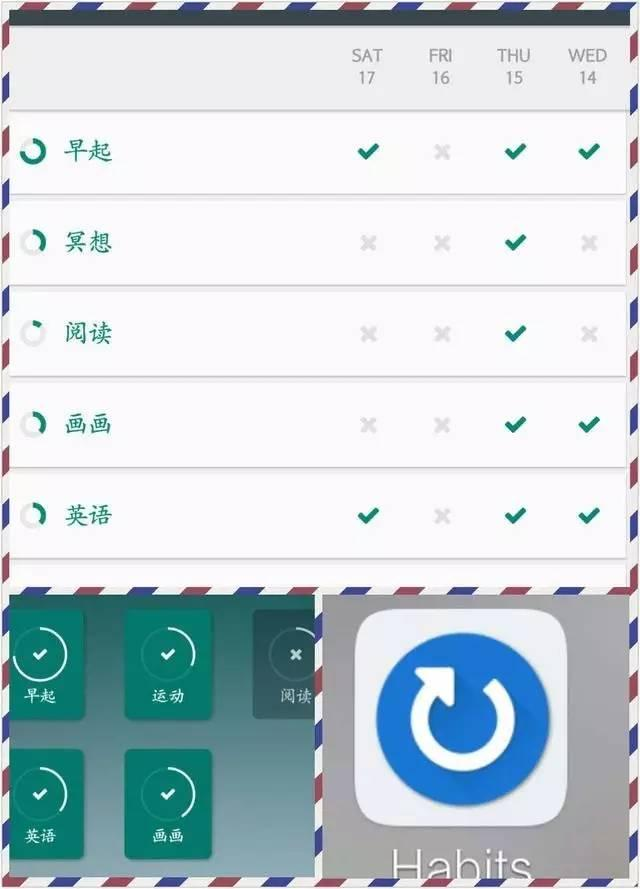 SAT FRI THU WED
17 16 15 14
早起
冥想
阅读
画画
英语
早起 运动 阅读
英语 画画
Habits